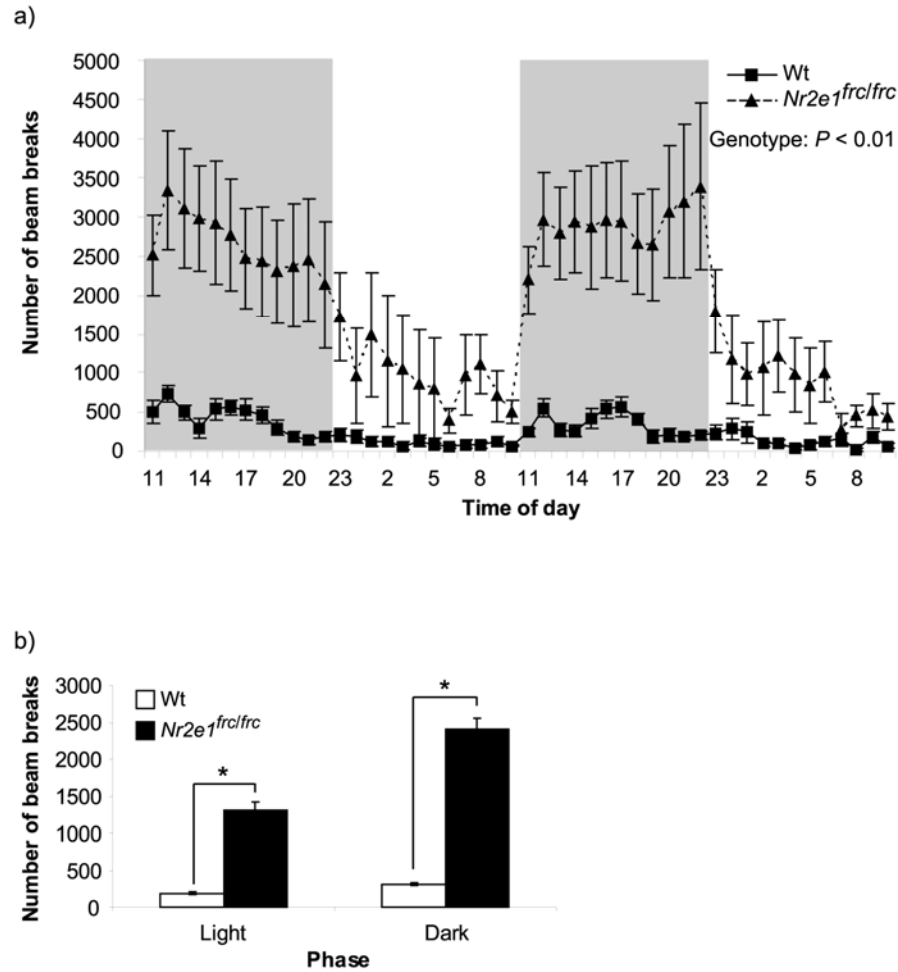 a)
5000
4500
4000
3500
3000
2500
2000
1500
1000
500
0
Number of beam breaks
Wt
Nr2e1frc/frc
Genotype: P < 0.01
11 14 17 20 23 2 5 8 11 14 17 20 23 2 5 8
Time of day
b)
3000
2500
2000
1500
1000
500
0
Number of beam breaks
Wt
Nr2e1frc/frc
* *
Light Dark
Phase